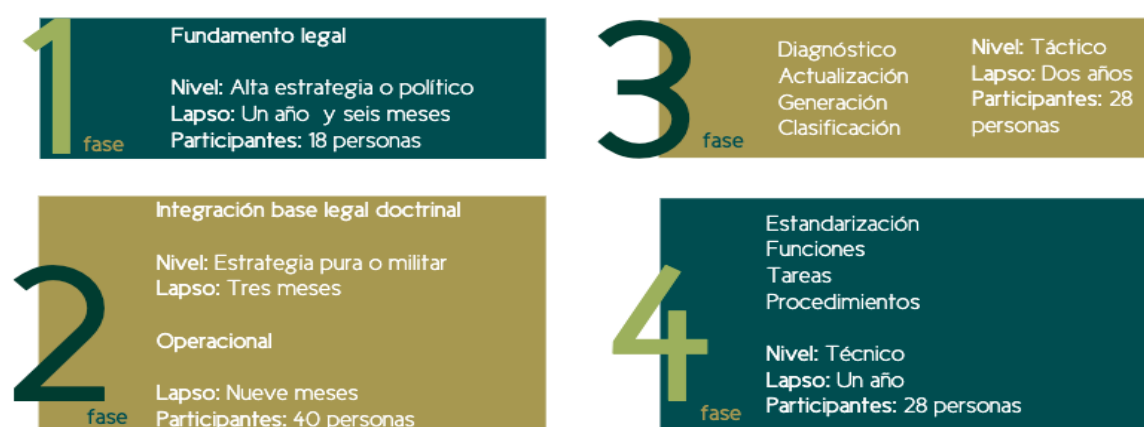 1
fase
Fundamento legal
Nivel: Alta estrategia o político
Lapso: Un año y seis meses
Participantes: 18 personas
2
fase
Integración base legal doctrinal
Nivel: Estrategia pura o militar
Lapso: Tres meses
Operacional
Lapso: Nueve meses
Participantes: 40 personas
3
fase
Diagnóstico
Actualización
Generación
Clasificación
Nivel: Táctico
Lapso: Dos años
Participantes: 28
personas
4
fase
Estandarización
Funciones
Tareas
Procedimientos
Nivel: Técnico
Lapso: Un año
Participantes: 28 personas